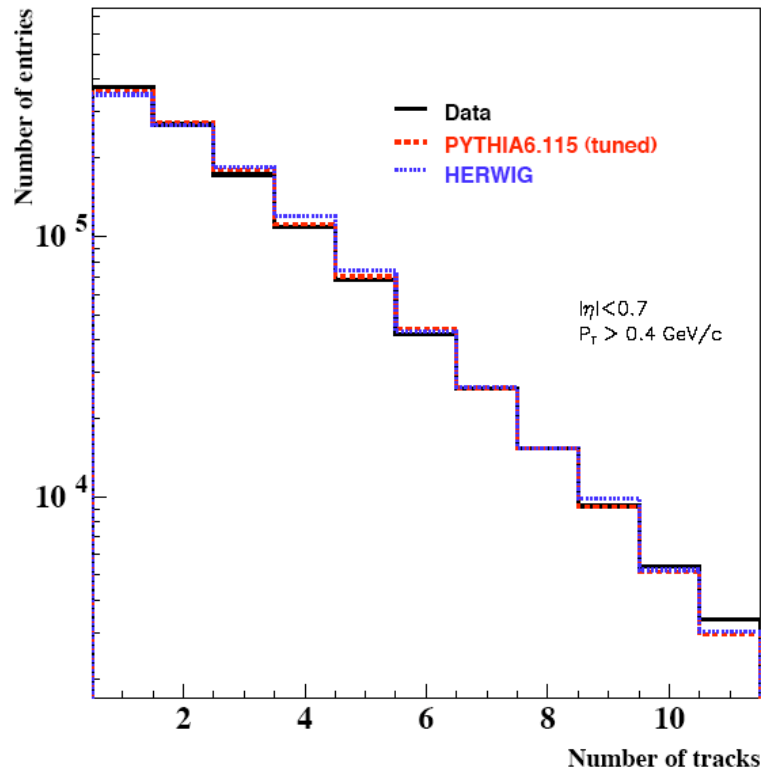 Number of entries
Data
PYTHIA6.115 (tuned)
HERWIG
10 5
|η|<0.7
P_T > 0.4 GeV/c
10 4
2 4 6 8 10
Number of tracks